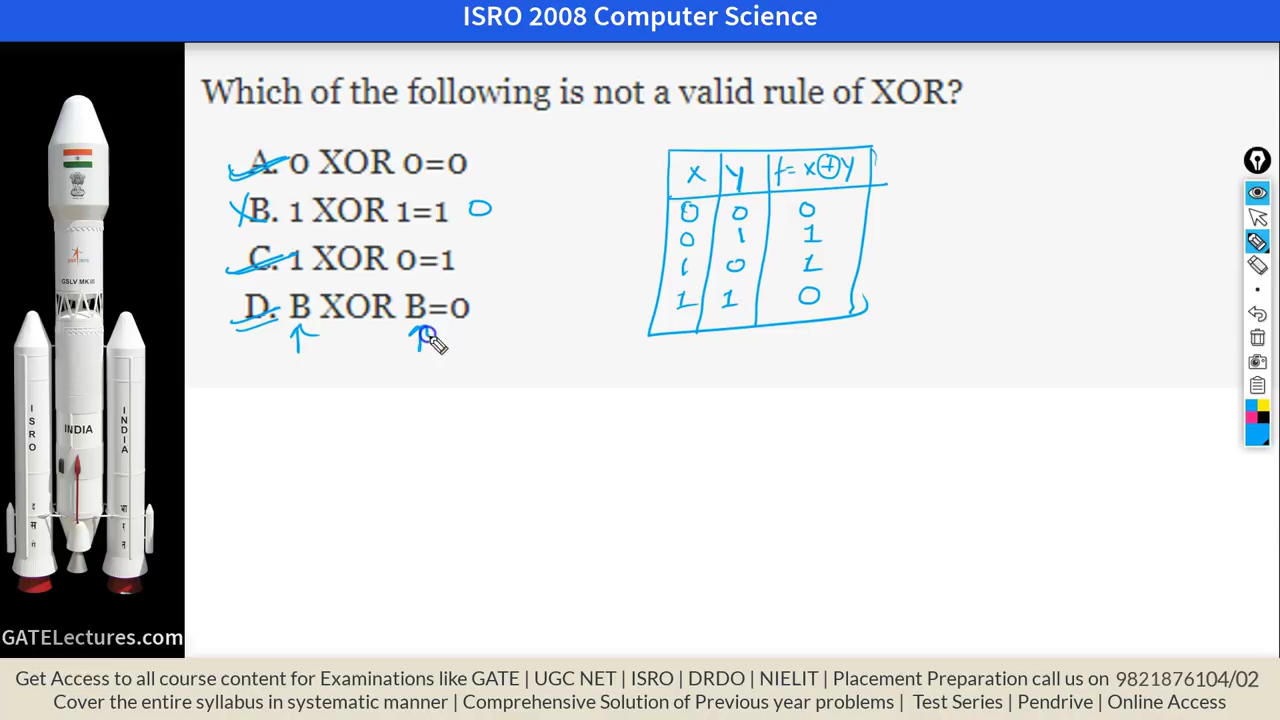 ISRO 2008 Computer Science
Which of the following is not a valid rule of XOR?
A. 0 XOR 0=0
B. 1 XOR 1=1 0
C. 1 XOR 0=1
D. B XOR B=0
x y f= x⊕y
0 0 0
0 1 1
1 0 1
1 1 0
GSLV MK III
ISRO
INDIA
INDIA
GATELectures.com
Get Access to all course content for Examinations like GATE | UGC NET | ISRO | DRDO | NIELIT | Placement Preparation call us on 9821876104/02
Cover the entire syllabus in systematic manner | Comprehensive Solution of Previous year problems | Test Series | Pendrive | Online Access